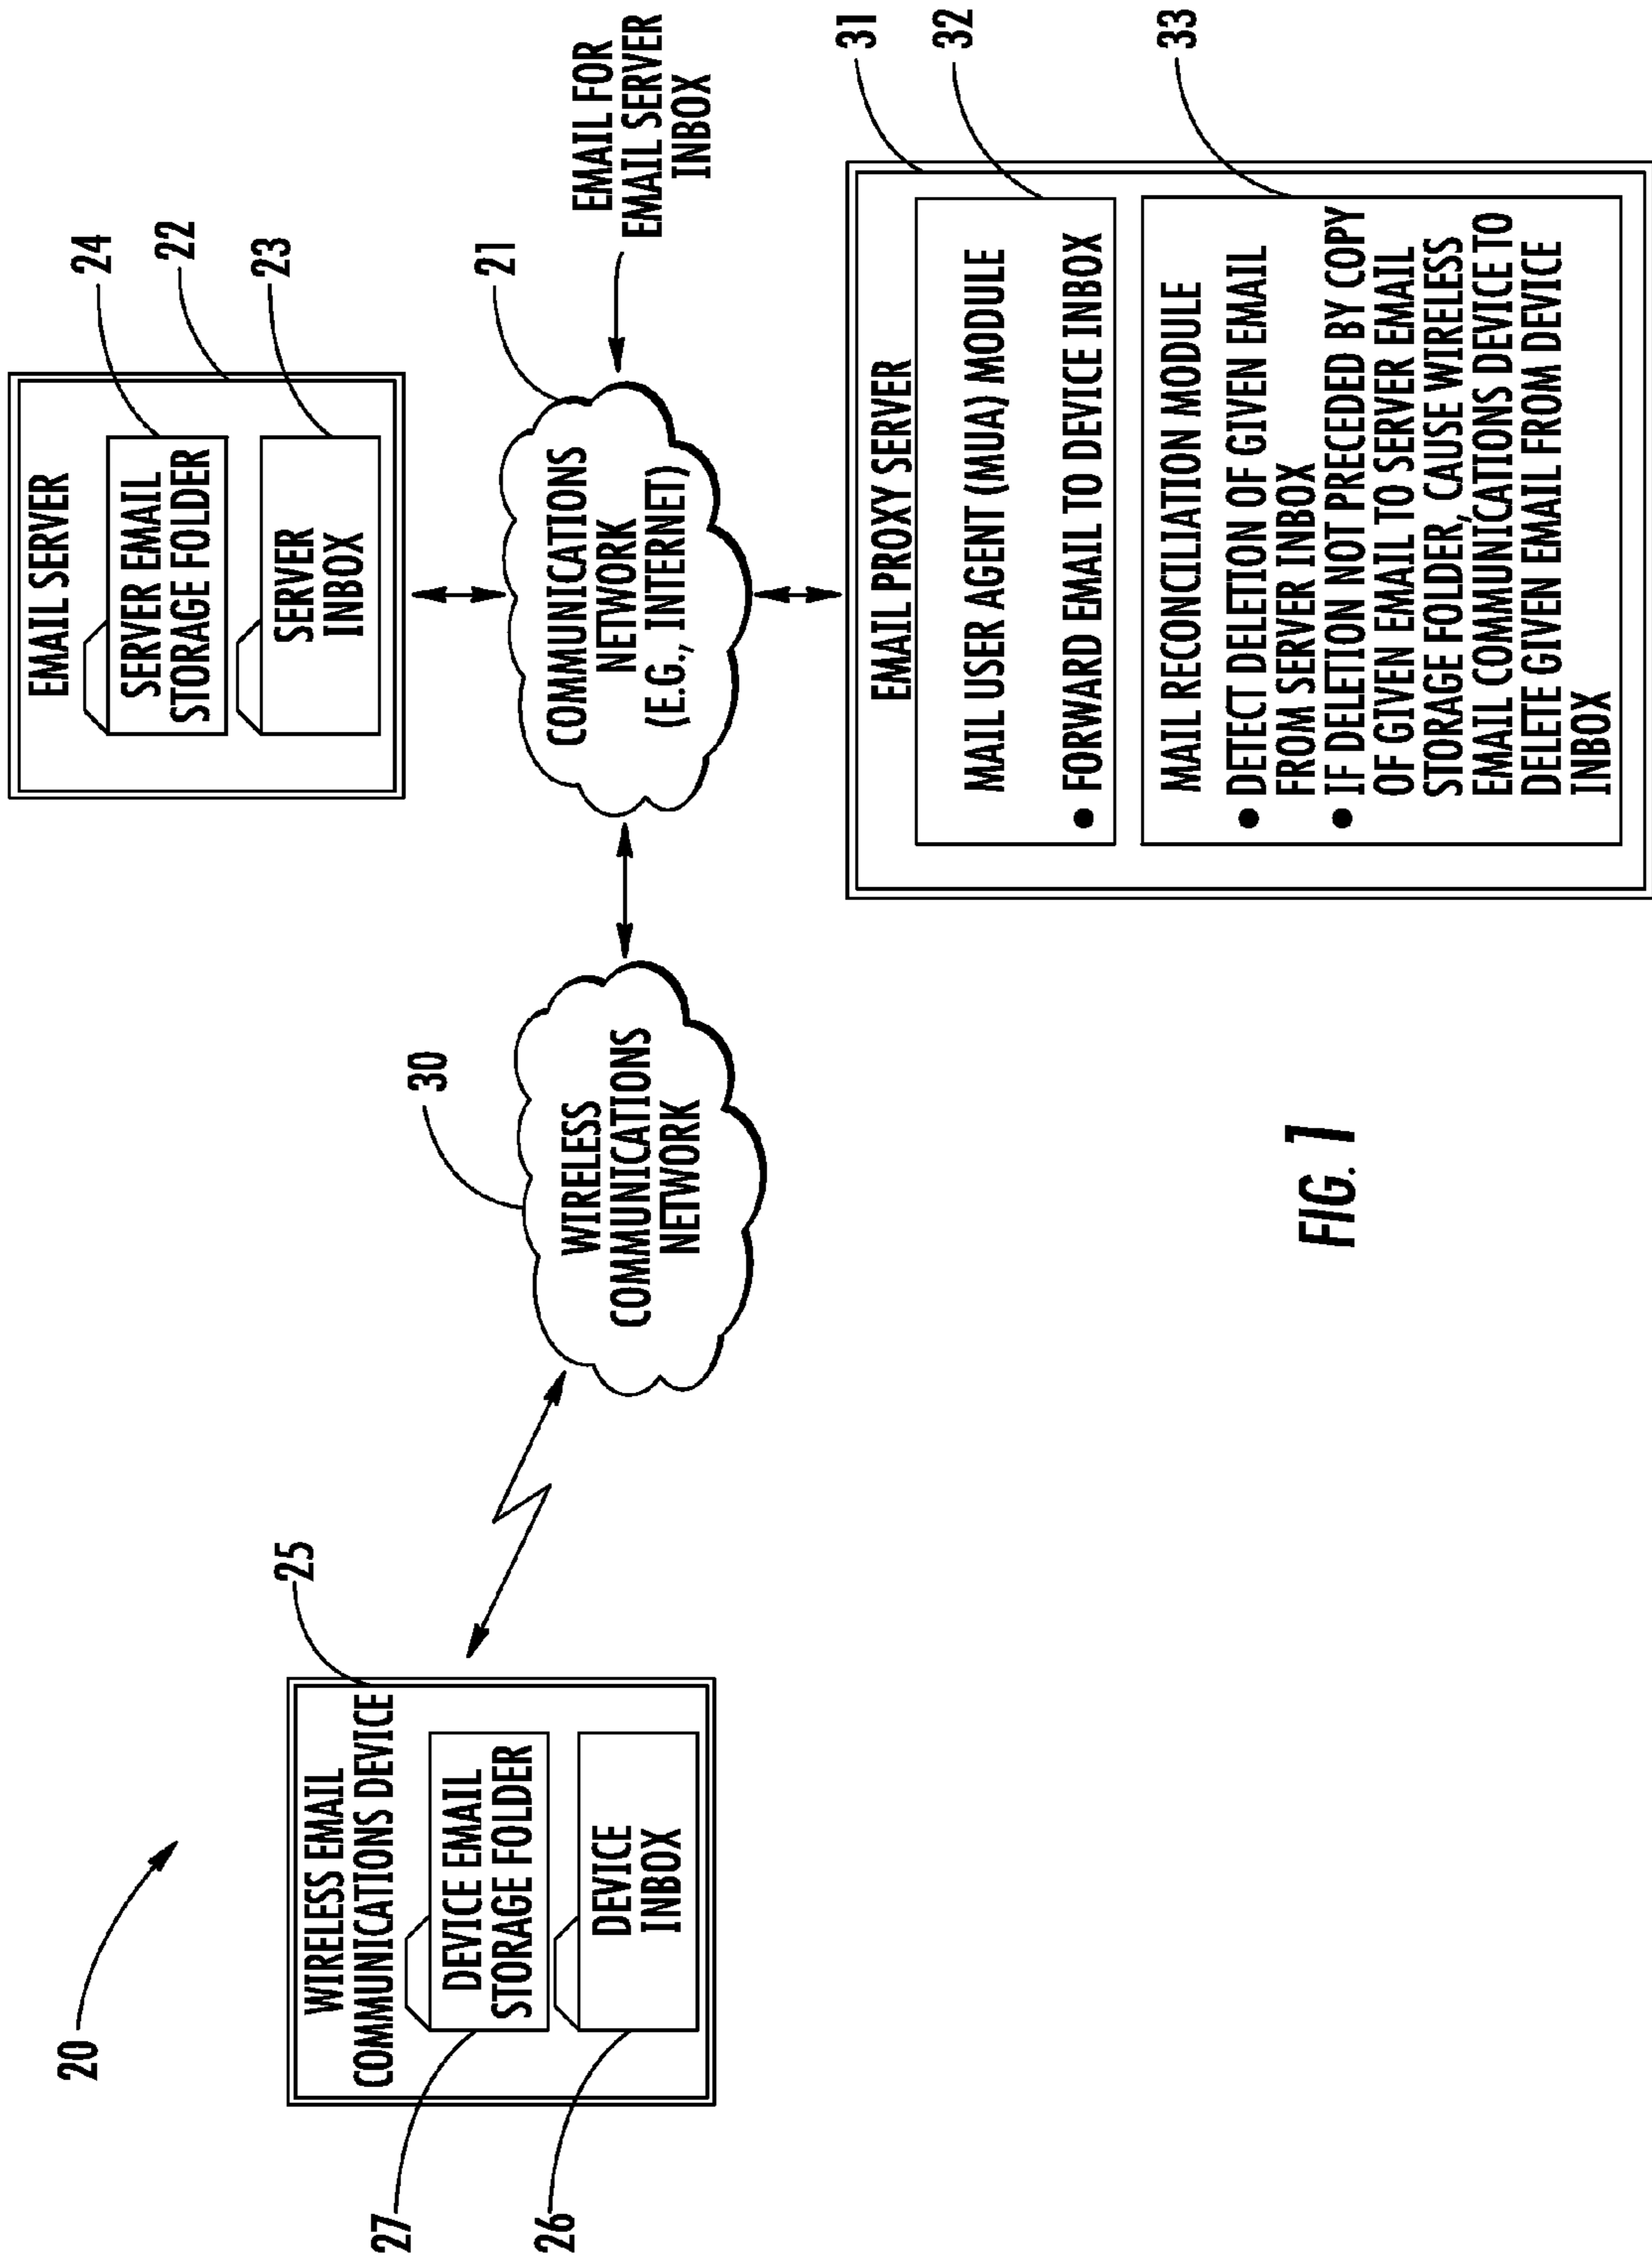 20
WIRELESS EMAIL
COMMUNICATIONS DEVICE
25
DEVICE EMAIL
STORAGE FOLDER
27
DEVICE
INBOX
26
WIRELESS
COMMUNICATIONS
NETWORK
30
EMAIL SERVER
SERVER EMAIL
STORAGE FOLDER
24
22
SERVER
INBOX
23
COMMUNICATIONS
NETWORK
(E.G., INTERNET)
21
EMAIL FOR
EMAIL SERVER
INBOX
EMAIL PROXY SERVER
31
MAIL USER AGENT (MUA) MODULE
● FORWARD EMAIL TO DEVICE INBOX
32
MAIL RECONCILIATION MODULE
● DETECT DELETION OF GIVEN EMAIL
FROM SERVER INBOX
● IF DELETION NOT PRECEDED BY COPY
OF GIVEN EMAIL TO SERVER EMAIL
STORAGE FOLDER, CAUSE WIRELESS
EMAIL COMMUNICATIONS DEVICE TO
DELETE GIVEN EMAIL FROM DEVICE
INBOX
33
FIG. 1